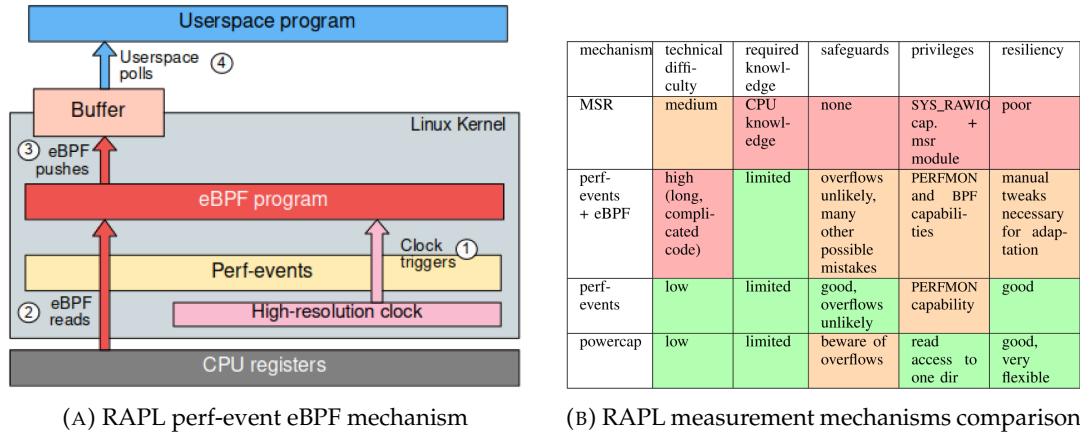 Userspace program
Userspace
polls
4
Buffer
Linux Kernel
3
eBPF
pushes
eBPF program
Clock
triggers
1
Perf-events
2
eBPF
reads
High-resolution clock
CPU registers
(A) RAPL perf-event eBPF mechanism
mechanism
technical
diffi-
culty
required
knowl-
edge
safeguards
privileges
resiliency
MSR
medium
CPU
knowl-
edge
none
SYS_RAWIO
cap. +
msr
module
poor
perf-
events
+ eBPF
high
(long,
compli-
cated
code)
limited
overflows
unlikely,
many
other
possible
mistakes
PERFMON
and BPF
capabili-
ties
manual
tweaks
necessary
for adap-
tation
perf-
events
low
limited
good,
overflows
unlikely
PERFMON
capability
good
powercap
low
limited
beware of
overflows
read
access to
one dir
good,
very
flexible
(B) RAPL measurement mechanisms comparison